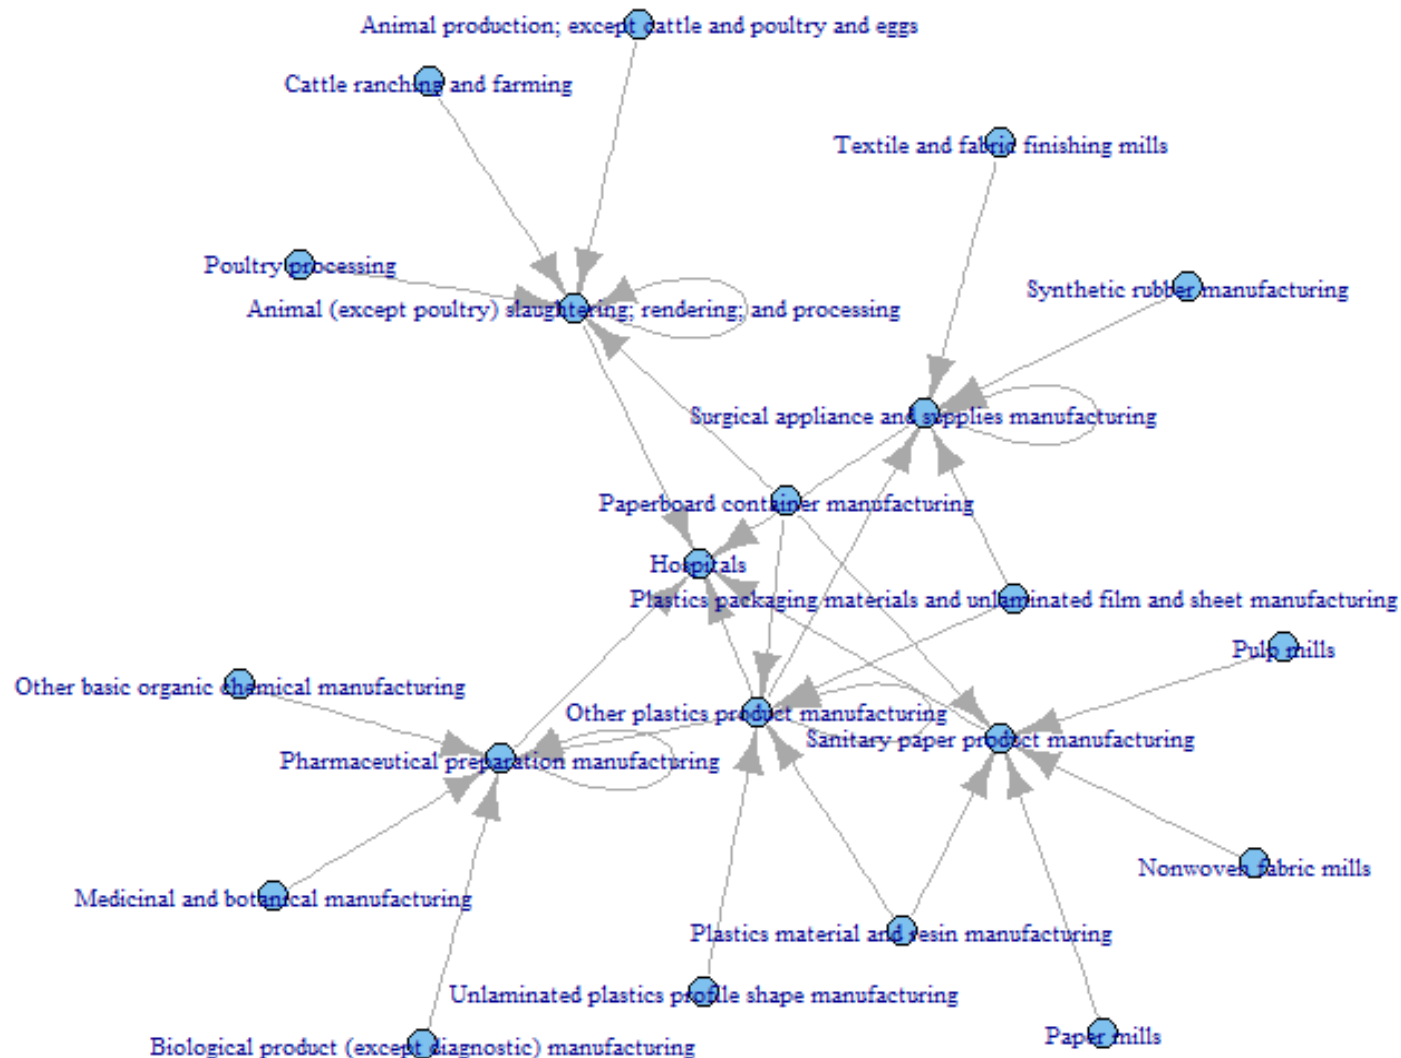 Animal production; except cattle and poultry and eggs
Cattle ranching and farming
Textile and fabric finishing mills
Poultry processing
Synthetic rubber manufacturing
Animal (except poultry) slaughtering; rendering; and processing
Surgical appliance and supplies manufacturing
Paperboard container manufacturing
Hospitals
Plastics packaging materials and unlaminated film and sheet manufacturing
Pulp mills
Other basic organic chemical manufacturing
Other plastics product manufacturing
Sanitary paper product manufacturing
Pharmaceutical preparation manufacturing
Nonwoven fabric mills
Medicinal and botanical manufacturing
Plastics material and resin manufacturing
Unlaminated plastics profile shape manufacturing
Paper mills
Biological product (except diagnostic) manufacturing